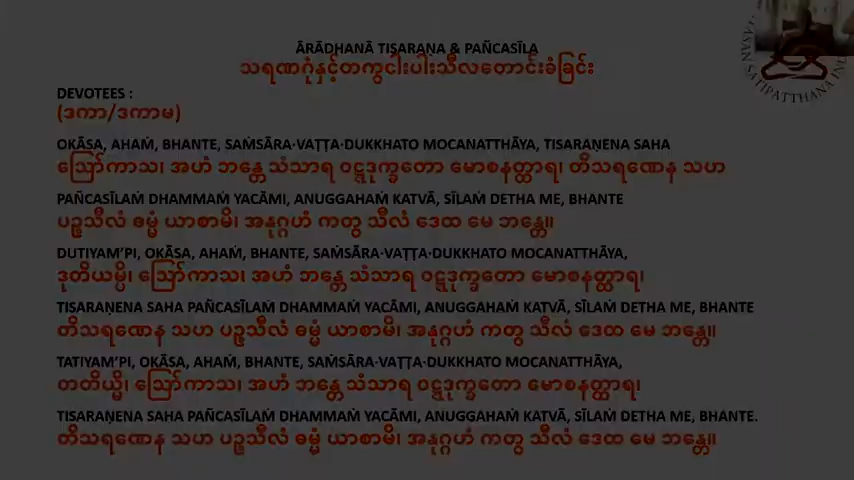 ĀRĀDHANĀ TIṢARAṆA & PAÑCASĪLA
သရဏဂုံနှင့်တကွငါးပါးသီလတောင်းခံခြင်း
DEVOTEES :
(ဒကာ/ဒကာမ)
OKĀSA, AHAṀ, BHANTE, SAṀSĀRA-VAṬṬA-DUKKHATO MOCANATTHĀYA, TISARAṆENA SAHA
ဩကာသ၊ အဟံ ဘန္တေ သံသာရ ဝဋ္ဋဒုက္ခတော မောစနတ္ထာရ၊ တိသရဏေန သဟ
PAÑCASĪLAṀ DHAMMAṀ YACĀMI, ANUGGAHAṀ KATVĀ, SĪLAṀ DETHA ME, BHANTE
ပဉ္စသီလံ ဓမ္မံ ယာစာမိ၊ အနုဂ္ဂဟံ ကတွ သီလံ ဒေထ မေ ဘန္တေ။
DUTIYAM'PI, OKĀSA, AHAṀ, BHANTE, SAṀSĀRA-VAṬṬA-DUKKHATO MOCANATTHĀYA,
ဒုတိယမ္ပိ၊ ဩကာသ၊ အဟံ ဘန္တေ သံသာရ ဝဋ္ဋဒုက္ခတော မောစနတ္ထာရ၊
TIṢARAṆENA SAHA PAÑCASĪLAṀ DHAMMAṀ YACĀMI, ANUGGAHAṀ KATVĀ, SĪLAṀ DETHA ME, BHANTE
တိသရဏေန သဟ ပဉ္စသီလံ ဓမ္မံ ယာစာမိ၊ အနုဂ္ဂဟံ ကတွ သီလံ ဒေထ မေ ဘန္တေ။
TATIYAM'PI, OKĀSA, AHAṀ, BHANTE, SAṀSĀRA-VAṬṬA-DUKKHATO MOCANATTHĀYA,
တတိယ္မိ၊ ဩကာသ၊ အဟံ ဘန္တေ သံသာရ ဝဋ္ဋဒုက္ခတော မောစနတ္ထာရ၊
TIṢARAṆENA SAHA PAÑCASĪLAṀ DHAMMAṀ YACĀMI, ANUGGAHAṀ KATVĀ, SĪLAṀ DETHA ME, BHANTE.
တိသရဏေန သဟ ပဉ္စသီလံ ဓမ္မံ ယာစာမိ၊ အနုဂ္ဂဟံ ကတွ သီလံ ဒေထ မေ ဘန္တေ။
SATIPATTHANA